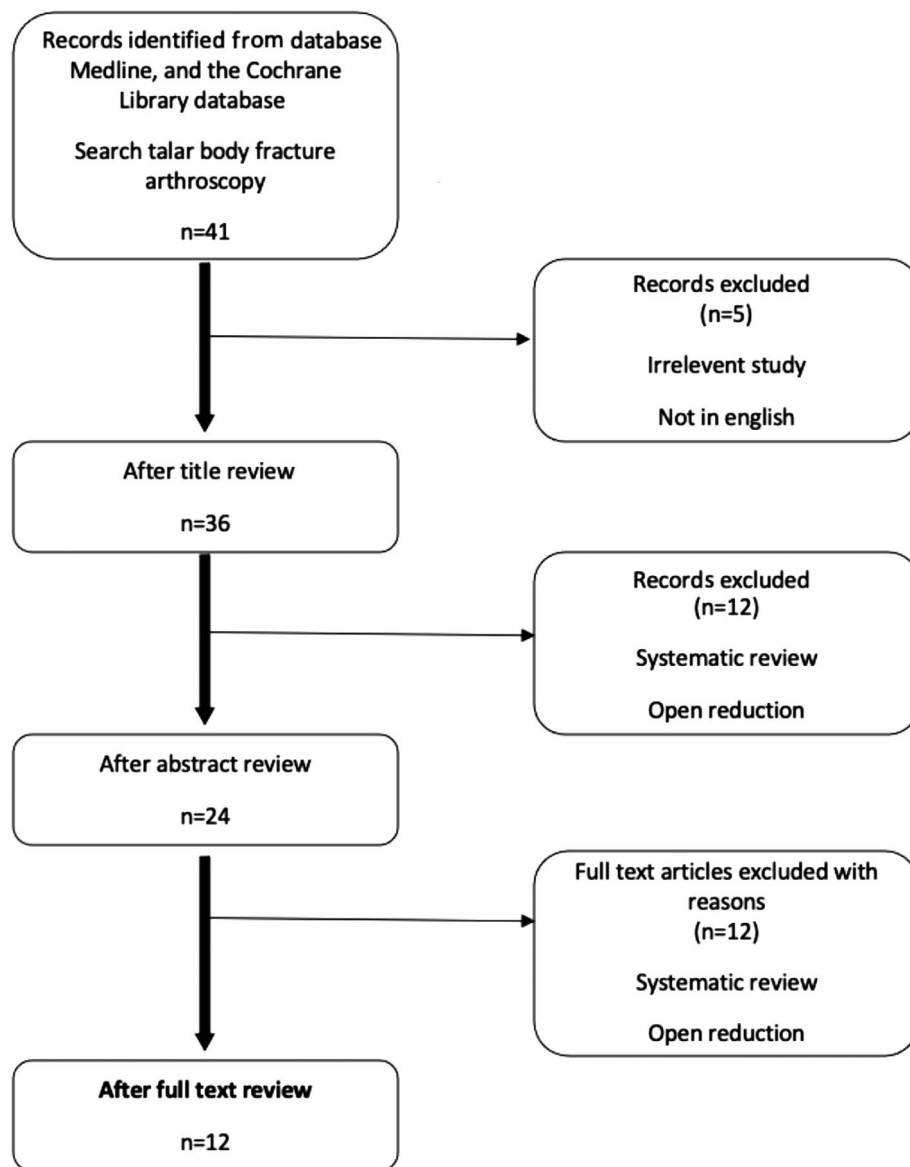 Records identified from database
Medline, and the Cochrane
Library database
Search talar body fracture
arthroscopy
n=41
Records excluded
(n=5)
Irrelevent study
Not in english
After title review
n=36
Records excluded
(n=12)
Systematic review
Open reduction
After abstract review
n=24
Full text articles excluded with
reasons
(n=12)
Systematic review
Open reduction
After full text review
n=12